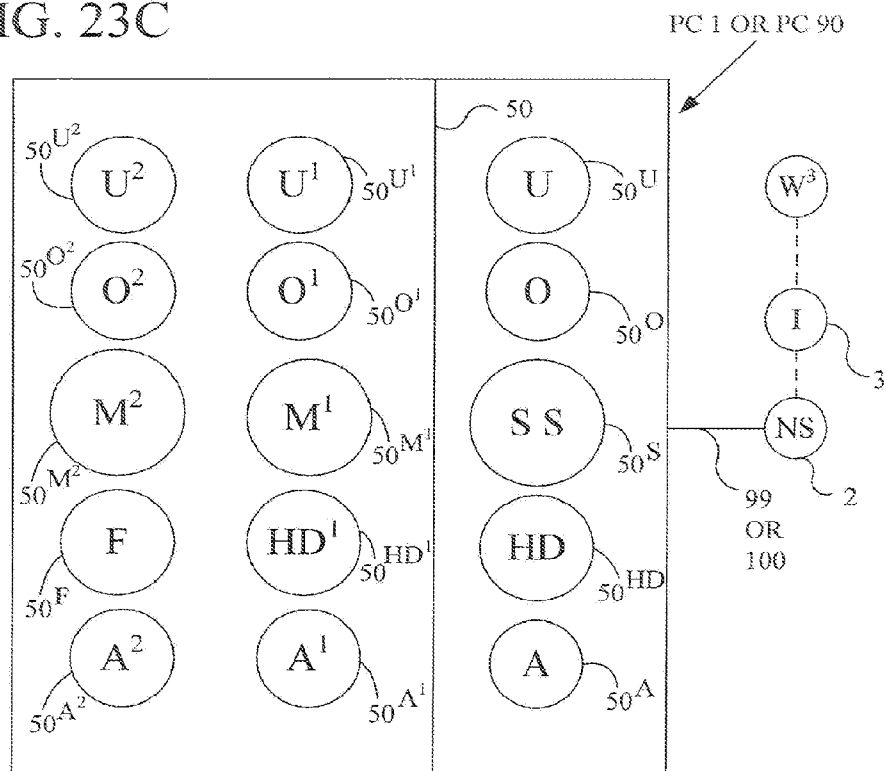 IG. 23C
PC 1 OR PC 90
50
50U²
U²
U¹
50U¹
U
50U
W³
50O²
O²
O¹
50O¹
O
50O
I
3
M²
50M²
M¹
50M¹
S S
50S
NS
2
99
OR
100
F
50F
HD¹
50HD¹
HD
50HD
A²
50A²
A¹
50A¹
A
50A